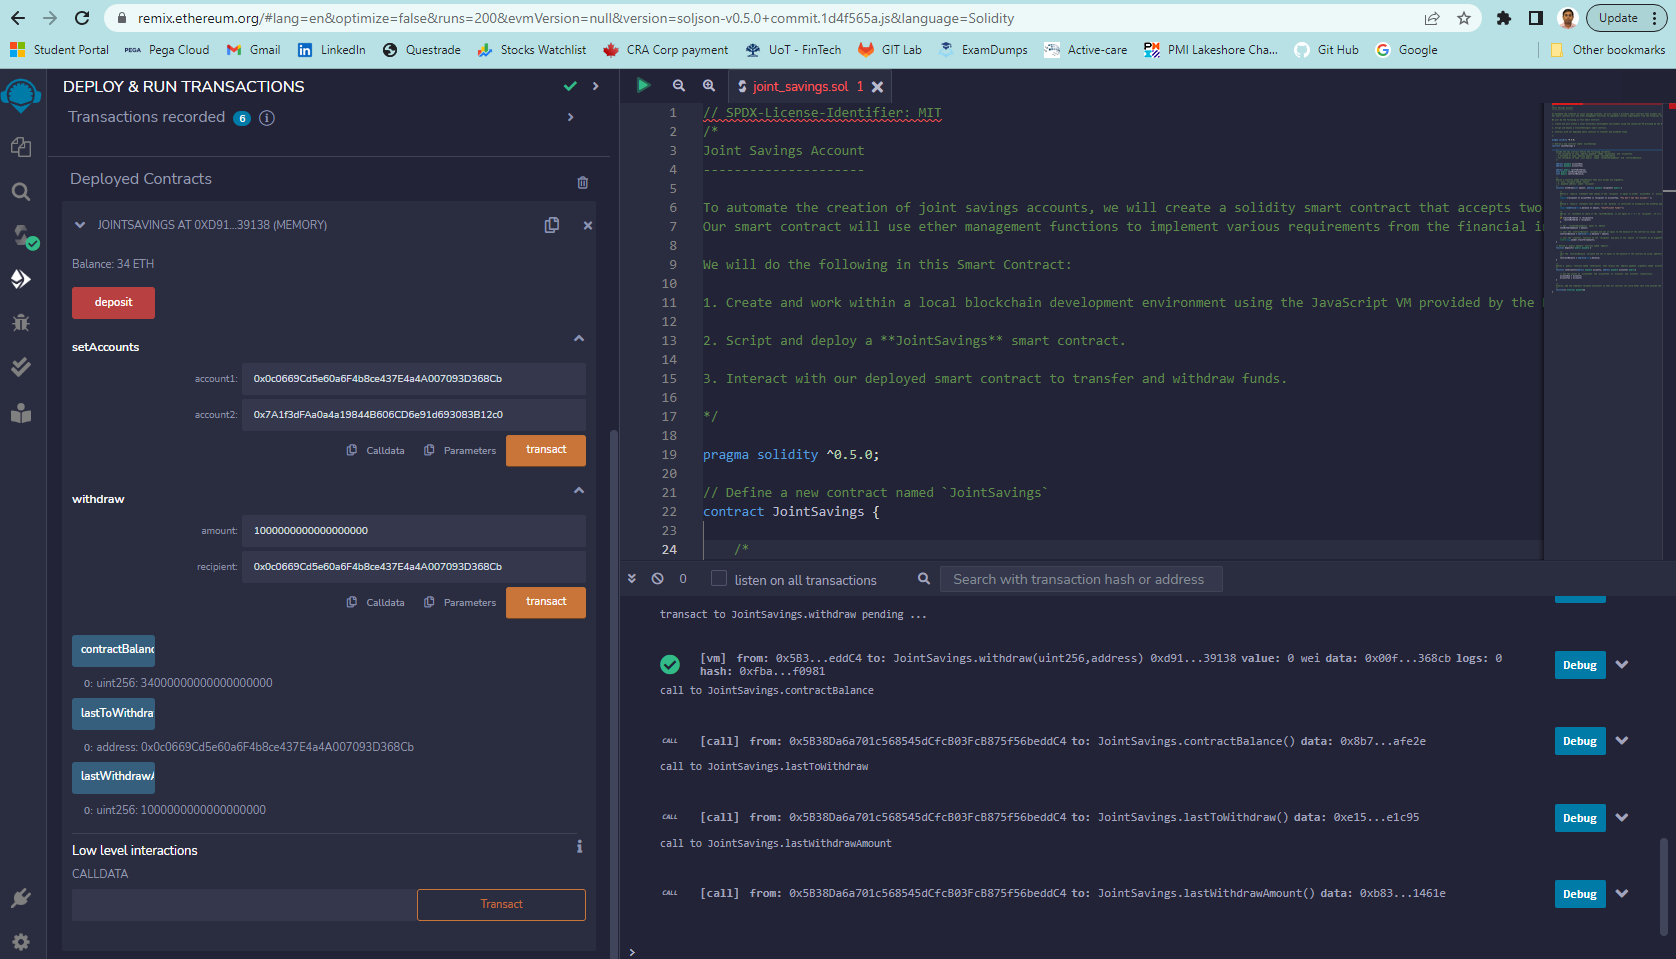 remix.ethereum.org/#lang=en&optimize=false&runs=200&evmVersion=null&version=soljson-v0.5.0+commit.1d4f565a.js&language=Solidity
Update
Student Portal
PEGA Pega Cloud
Gmail
LinkedIn
Questrade
Stocks Watchlist
CRA Corp payment
UoT - FinTech
GIT Lab
ExamDumps
Active-care
PMI Lakeshore Cha...
Git Hub
Google
Other bookmarks
DEPLOY & RUN TRANSACTIONS
Transactions recorded 6
Deployed Contracts
JOINTSAVINGS AT 0XD91...39138 (MEMORY)
Balance: 34 ETH
deposit
setAccounts
account1: 0x0c0669Cd5e60a6F4b8ce437E4a4A007093D368Cb
account2: 0x7A1f3dFAa0a4a19844B606CD6e91d693083B12c0
Calldata Parameters transact
withdraw
amount: 1000000000000000000
recipient: 0x0c0669Cd5e60a6F4b8ce437E4a4A007093D368Cb
Calldata Parameters transact
contractBalanc
0: uint256: 34000000000000000000
lastToWithdra
0: address: 0x0c0669Cd5e60a6F4b8ce437E4a4A007093D368Cb
lastWithdrawA
0: uint256: 1000000000000000000
Low level interactions
CALLDATA
Transact
joint_savings.sol 1
1 // SPDX-License-Identifier: MIT
2 /*
3 Joint Savings Account
4 ---------------------
5
6 To automate the creation of joint savings accounts, we will create a solidity smart contract that accepts two
7 Our smart contract will use ether management functions to implement various requirements from the financial in
8
9 We will do the following in this Smart Contract:
10
11 1. Create and work within a local blockchain development environment using the JavaScript VM provided by the
12
13 2. Script and deploy a **JointSavings** smart contract.
14
15 3. Interact with our deployed smart contract to transfer and withdraw funds.
16
17 */
18
19 pragma solidity ^0.5.0;
20
21 // Define a new contract named `JointSavings`
22 contract JointSavings {
23
24 /*
0 listen on all transactions Search with transaction hash or address
transact to JointSavings.withdraw pending ...
[vm] from: 0x5B3...eddC4 to: JointSavings.withdraw(uint256,address) 0xd91...39138 value: 0 wei data: 0x00f...368cb logs: 0
hash: 0xfba...f0981
Debug
call to JointSavings.contractBalance
CALL [call] from: 0x5B38Da6a701c568545dCfcB03FcB875f56beddC4 to: JointSavings.contractBalance() data: 0x8b7...afe2e
Debug
call to JointSavings.lastToWithdraw
CALL [call] from: 0x5B38Da6a701c568545dCfcB03FcB875f56beddC4 to: JointSavings.lastToWithdraw() data: 0xe15...e1c95
Debug
call to JointSavings.lastWithdrawAmount
CALL [call] from: 0x5B38Da6a701c568545dCfcB03FcB875f56beddC4 to: JointSavings.lastWithdrawAmount() data: 0xb83...1461e
Debug
>